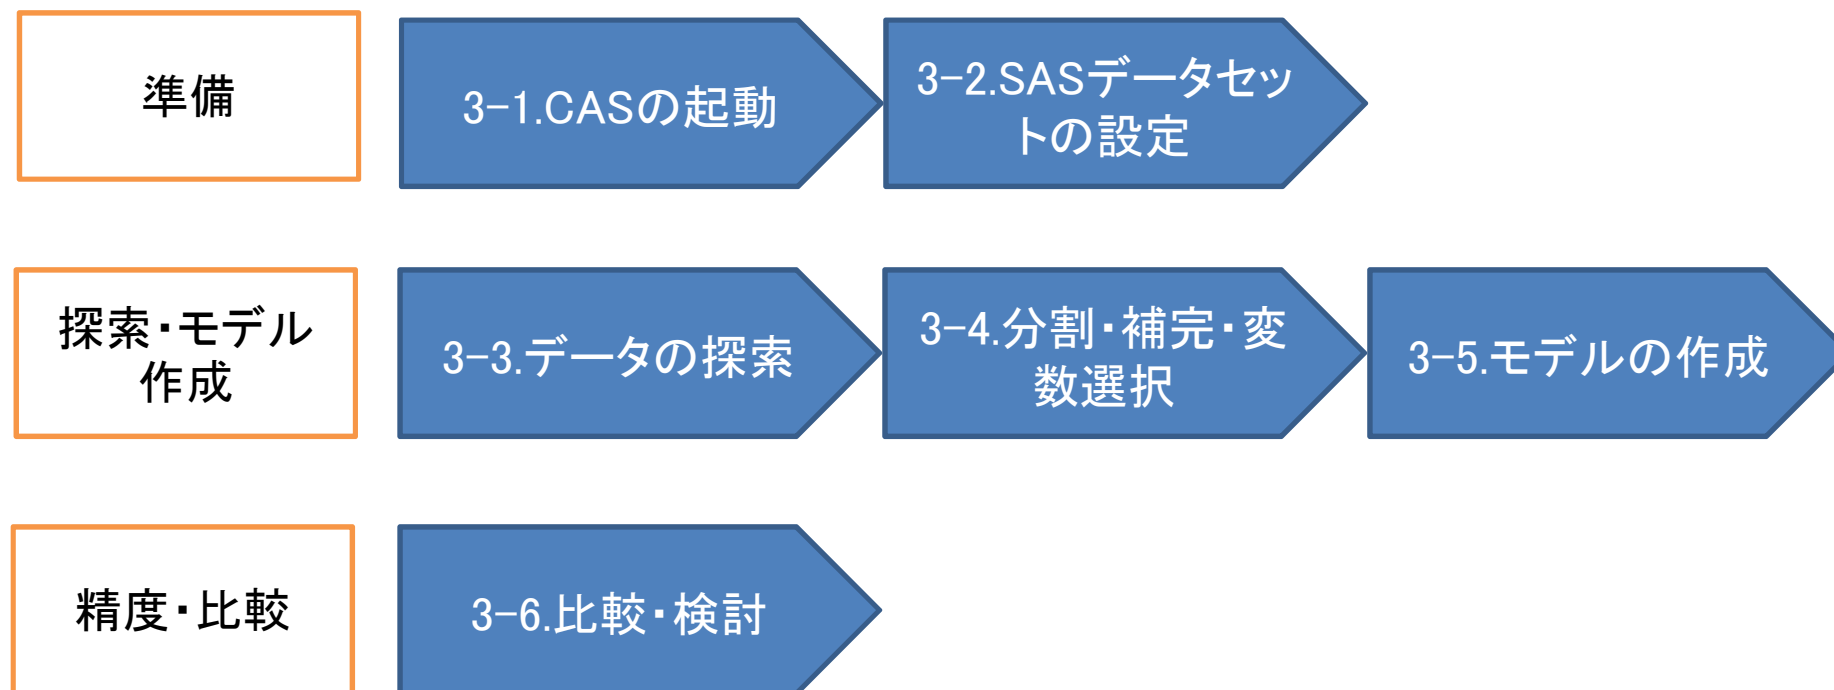 準備
3-1.CASの起動
3-2.SASデータセッ
トの設定
探索・モデル
作成
3-3.データの探索
3-4.分割・補完・変
数選択
3-5.モデルの作成
精度・比較
3-6.比較・検討